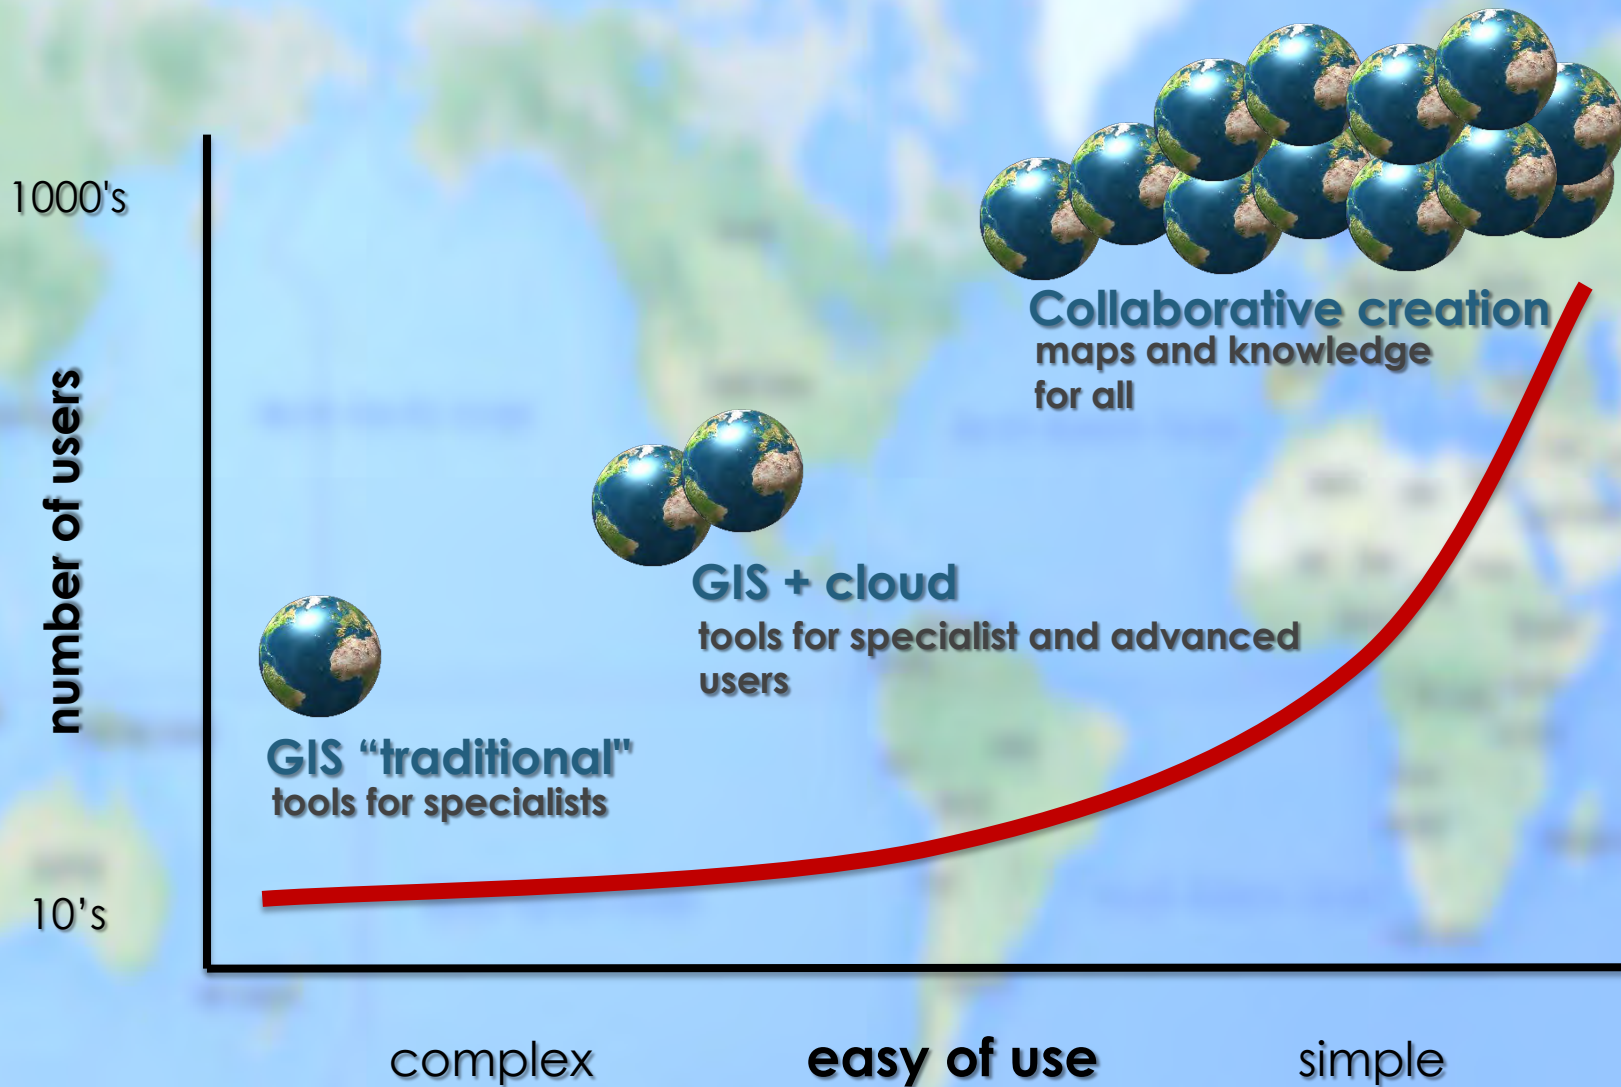 1000's
Collaborative creation
maps and knowledge
for all
number of users
GIS + cloud
tools for specialist and advanced
users
GIS “traditional"
tools for specialists
10’s
complex
easy of use
simple